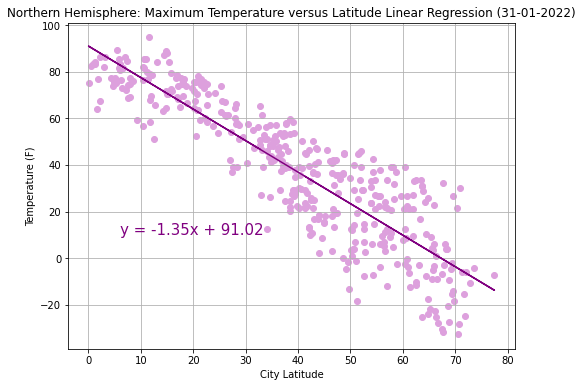 Northern Hemisphere: Maximum Temperature versus Latitude Linear Regression (31-01-2022)
100
80
60
40
20
0
−20
Temperature (F)
y = -1.35x + 91.02
0 10 20 30 40 50 60 70 80
City Latitude